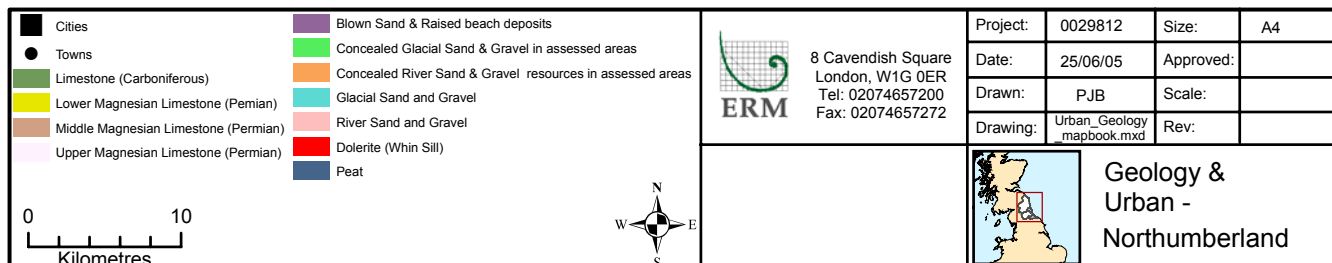 Cities
Towns
Limestone (Carboniferous)
Lower Magnesian Limestone (Pemian)
Middle Magnesian Limestone (Permian)
Upper Magnesian Limestone (Permian)
Blown Sand & Raised beach deposits
Concealed Glacial Sand & Gravel in assessed areas
Concealed River Sand & Gravel resources in assessed areas
Glacial Sand and Gravel
River Sand and Gravel
Dolerite (Whin Sill)
Peat
0 10
Kilometres
N
W E
S
ERM
8 Cavendish Square
London, W1G 0ER
Tel: 02074657200
Fax: 02074657272
Project: 0029812 Size: A4
Date: 25/06/05 Approved:
Drawn: PJB Scale:
Drawing: Urban_Geology
_mapbook.mxd Rev:
Geology &
Urban -
Northumberland